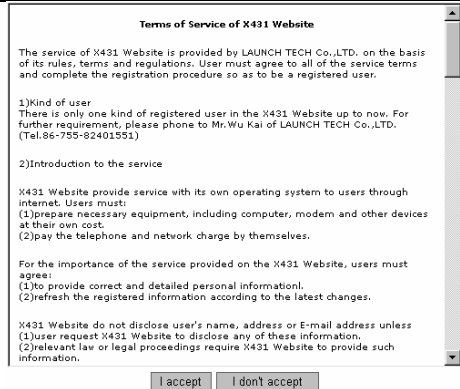 Terms of Service of X431 Website
The service of X431 Website is provided by LAUNCH TECH Co.,LTD. on the basis
of its rules, terms and regulations. User must agree to all of the service terms
and complete the registration procedure so as to be a registered user.
1)Kind of user
There is only one kind of registered user in the X431 Website up to now. For
further requirement, please phone to Mr.Wu Kai of LAUNCH TECH Co.,LTD.
(Tel.86-755-82401551)
2)Introduction to the service
X431 Website provide service with its own operating system to users through
internet. Users must:
(1)prepare necessary equipment, including computer, modem and other devices
at their own cost.
(2)pay the telephone and network charge by themselves.
For the importance of the service provided on the X431 Website, users must
agree:
(1)to provide correct and detailed personal informationl.
(2)refresh the registered information according to the latest changes.
X431 Website do not disclose user's name, address or E-mail address unless
(1)user request X431 Website to disclose any of these information.
(2)relevant law or legal proceedings require X431 Website to provide such
information.
I accept I don't accept